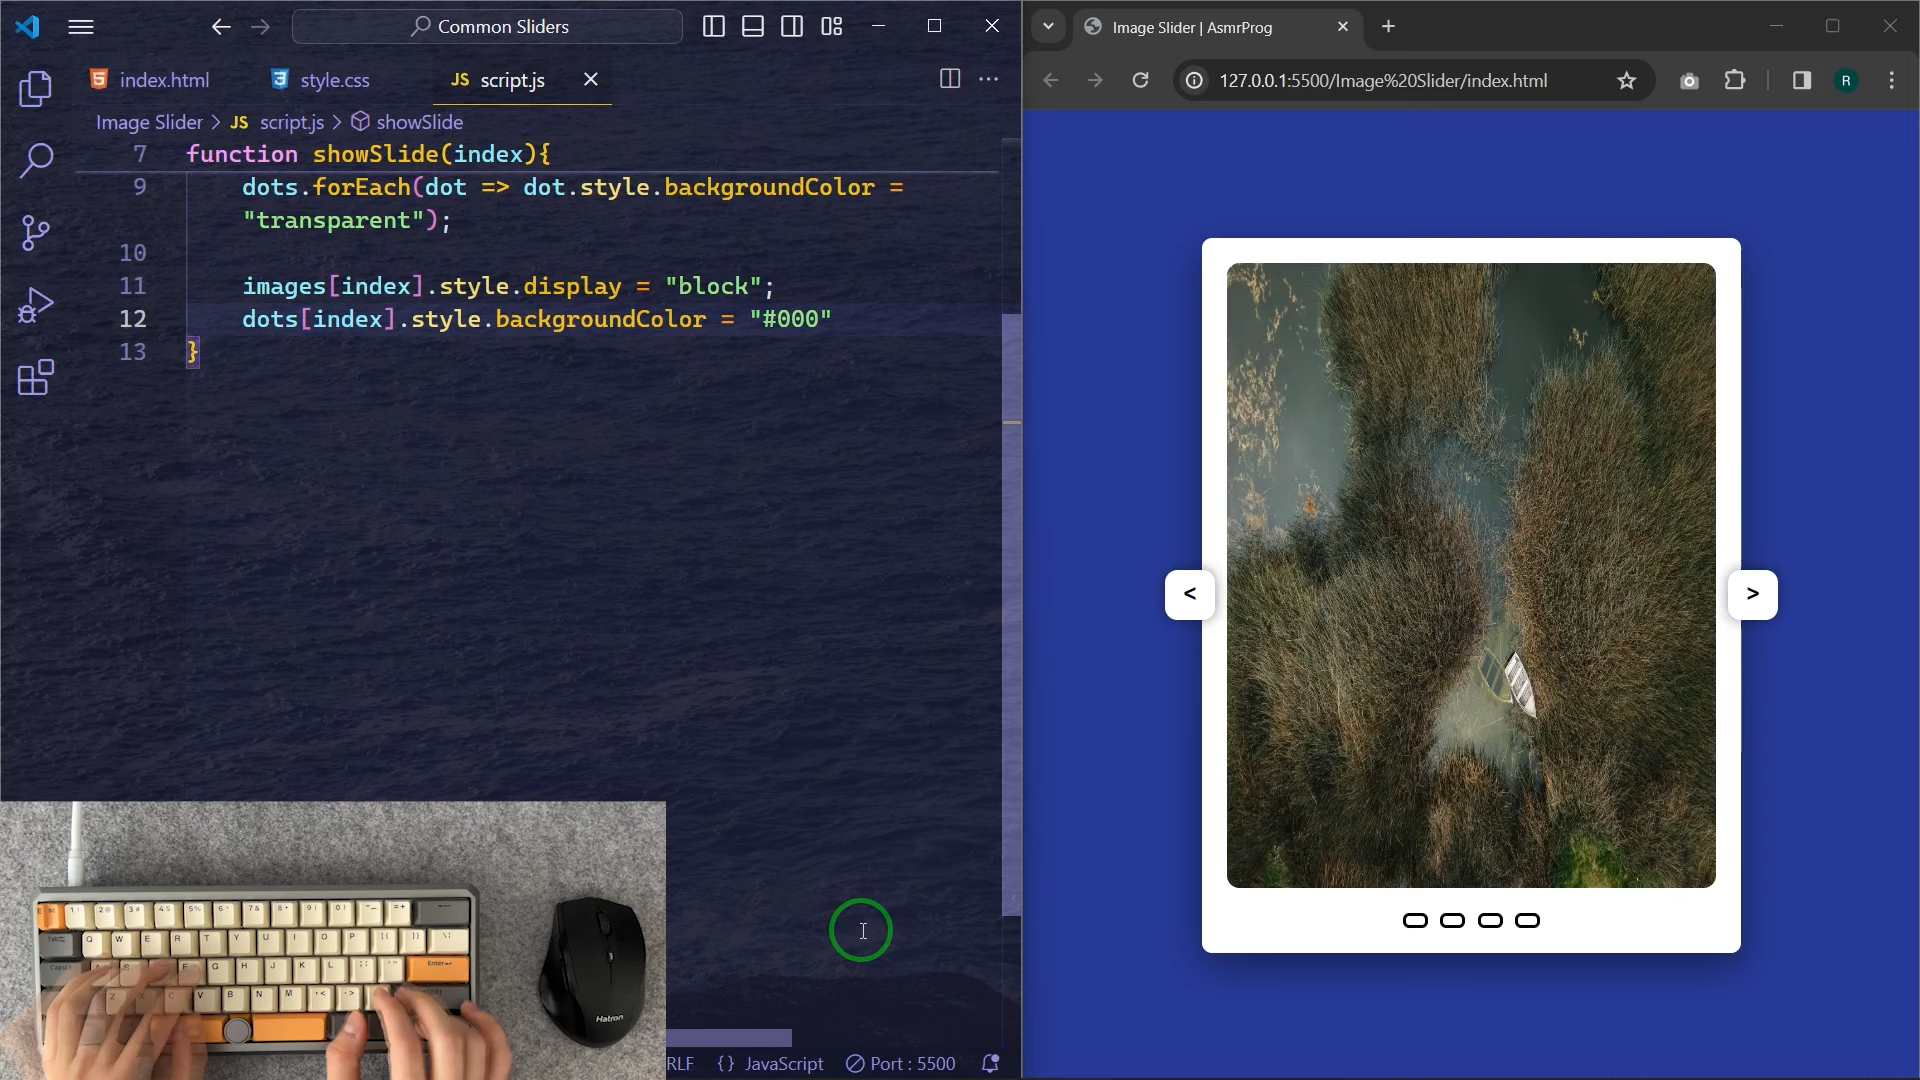 Common Sliders
index.html
style.css
JS script.js
Image Slider > JS script.js > showSlide
7 function showSlide(index){
9 dots.forEach(dot => dot.style.backgroundColor =
"transparent");
10
11 images[index].style.display = "block";
12 dots[index].style.backgroundColor = "#000"
13 }
RLF {} JavaScript Port : 5500
Image Slider | AsmrProg
127.0.0.1:5500/Image%20Slider/index.html
R
<
>
Hatron
Q W E R T Y U I O P
G H J K L
Enter
V B N M